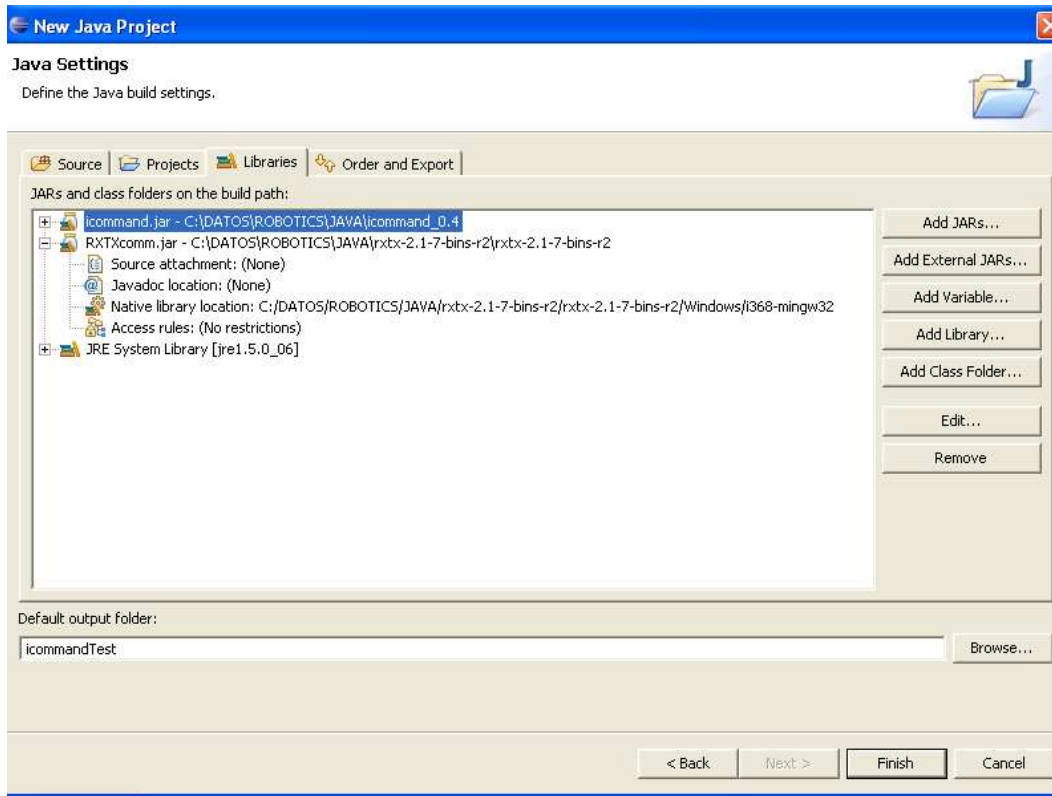 New Java Project
Java Settings
Define the Java build settings.
Source Projects Libraries Order and Export
JARs and class folders on the build path:
icommand.jar - C:\DATOS\ROBOTICS\JAVA\icommand_0.4
RXTXcomm.jar - C:\DATOS\ROBOTICS\JAVA\rxtx-2.1-7-bins-r2\rxtx-2.1-7-bins-r2
Source attachment: (None)
Javadoc location: (None)
Native library location: C:/DATOS/ROBOTICS/JAVA/rxtx-2.1-7-bins-r2/rxtx-2.1-7-bins-r2/Windows/i368-mingw32
Access rules: (No restrictions)
JRE System Library [jre1.5.0_06]
Add JARs...
Add External JARs...
Add Variable...
Add Library...
Add Class Folder...
Edit...
Remove
Default output folder:
icommandTest
Browse...
< Back
Next >
Finish
Cancel